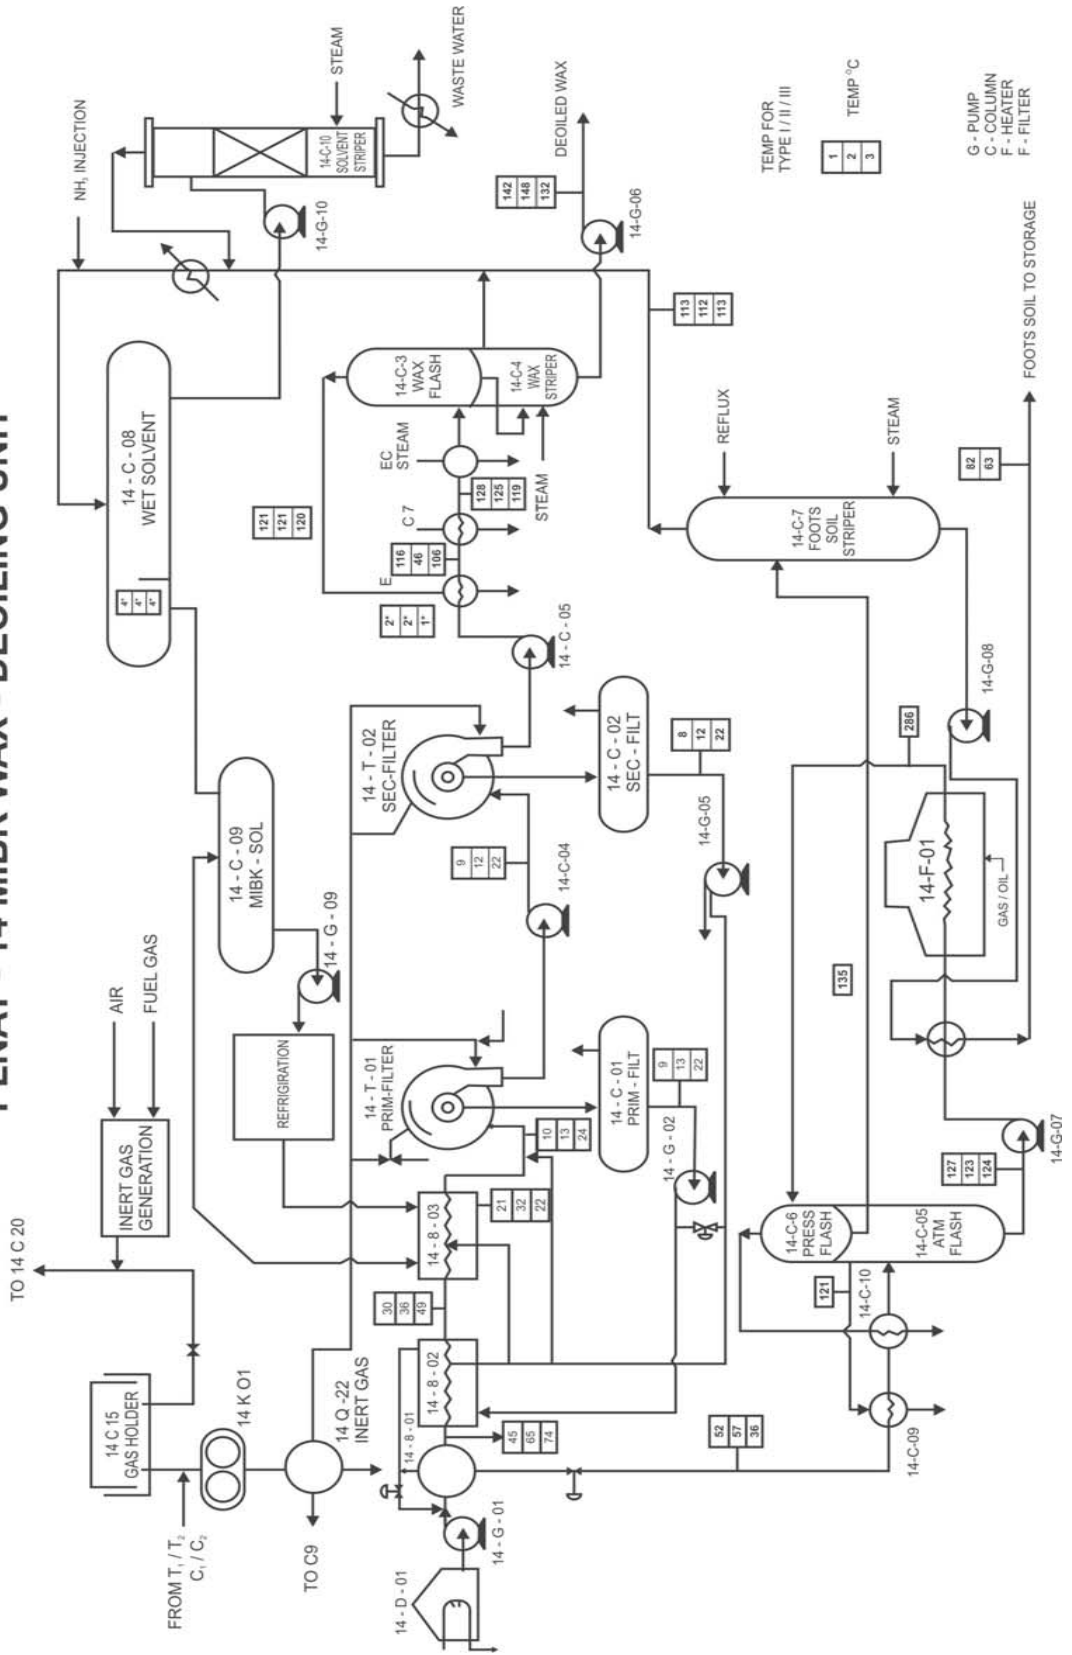 14 MIBK WAX - DEOILING UNIT
TO 14 C 20
14 C 15
GAS HOLDER
INERT GAS
GENERATION
AIR
FUEL GAS
FROM T₁ / T₂
C₁ / C₂
14 K O1
TO C9
14 Q -22
INERT GAS
REFRIGIRATION
14 - G - 09
14 - C - 09
MIBK - SOL
14 - C - 08
WET SOLVENT
4*
4*
4*
NH₃ INJECTION
14-C-10
SOLVENT
STRIPER
STEAM
WASTE WATER
14-G-10
121
121
120
14 - D - 01
14 - G - 01
14 - 8 - 01
14 - 8 - 02
45
65
74
30
36
49
14 - 8 - 03
21
32
22
14 - T - 01
PRIM-FILTER
10
13
24
14 - C - 01
PRIM - FILT
9
13
22
14 - G - 02
14-C-04
9
12
22
14 - T - 02
SEC-FILTER
14 - C - 02
SEC - FILT
8
12
22
14-G-05
14 - C - 05
2*
2*
1*
E
116
46
106
C 7
128
125
119
EC
STEAM
STEAM
14-C-3
WAX
FLASH
14-C-4
WAX
STRIPER
142
148
132
DEOILED WAX
14-G-06
113
112
113
52
57
36
14-C-09
14-C-10
121
14-C-6
PRESS
FLASH
14-C-05
ATM
FLASH
127
123
124
14-G-07
135
14-F-01
GAS / OIL
286
14-G-08
14-C-7
FOOTS
SOIL
STRIPER
REFLUX
STEAM
82
63
FOOTS SOIL TO STORAGE
TEMP FOR
TYPE I / II / III
1
2
3
TEMP °C
G - PUMP
C - COLUMN
F - HEATER
F - FILTER